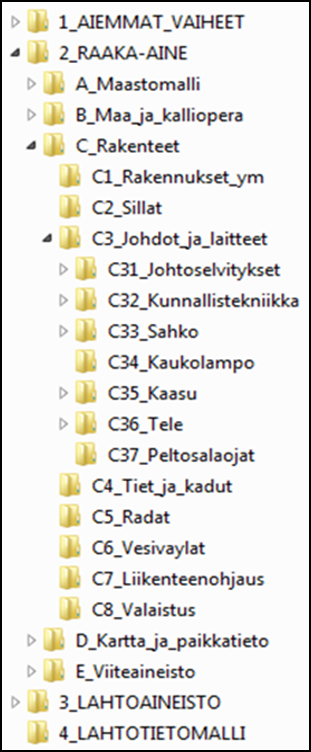 1_AIEMMAT_VAIHEET
2_RAAKA-AINE
A_Maastomalli
B_Maa_ja_kalliopera
C_Rakenteet
C1_Rakennukset_ym
C2_Sillat
C3_Johdot_ja_laitteet
C31_Johtoselvitykset
C32_Kunnallistekniikka
C33_Sahko
C34_Kaukolampo
C35_Kaasu
C36_Tele
C37_Peltosalaojat
C4_Tiet_ja_kadut
C5_Radat
C6_Vesivaylat
C7_Liikenteenohjaus
C8_Valaistus
D_Kartta_ja_paikkatieto
E_Viiteaineisto
3_LAHTOAINEISTO
4_LAHTOTIETOMALLI